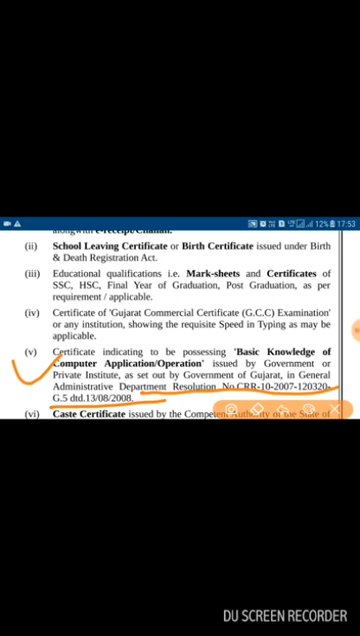 12% 17:53
alongwith e-receipt/Challan.
(ii) School Leaving Certificate or Birth Certificate issued under Birth
& Death Registration Act.
(iii) Educational qualifications i.e. Mark-sheets and Certificates of
SSC, HSC, Final Year of Graduation, Post Graduation, as per
requirement / applicable.
(iv) Certificate of 'Gujarat Commercial Certificate (G.C.C) Examination'
or any institution, showing the requisite Speed in Typing as may be
applicable.
(v) Certificate indicating to be possessing 'Basic Knowledge of
Computer Application/Operation' issued by Government or
Private Institute, as set out by Government of Gujarat, in General
Administrative Department Resolution No.CRR-10-2007-120320-
G.5 dtd.13/08/2008.
(vi) Caste Certificate issued by the Competent Authority of the State of
DU SCREEN RECORDER